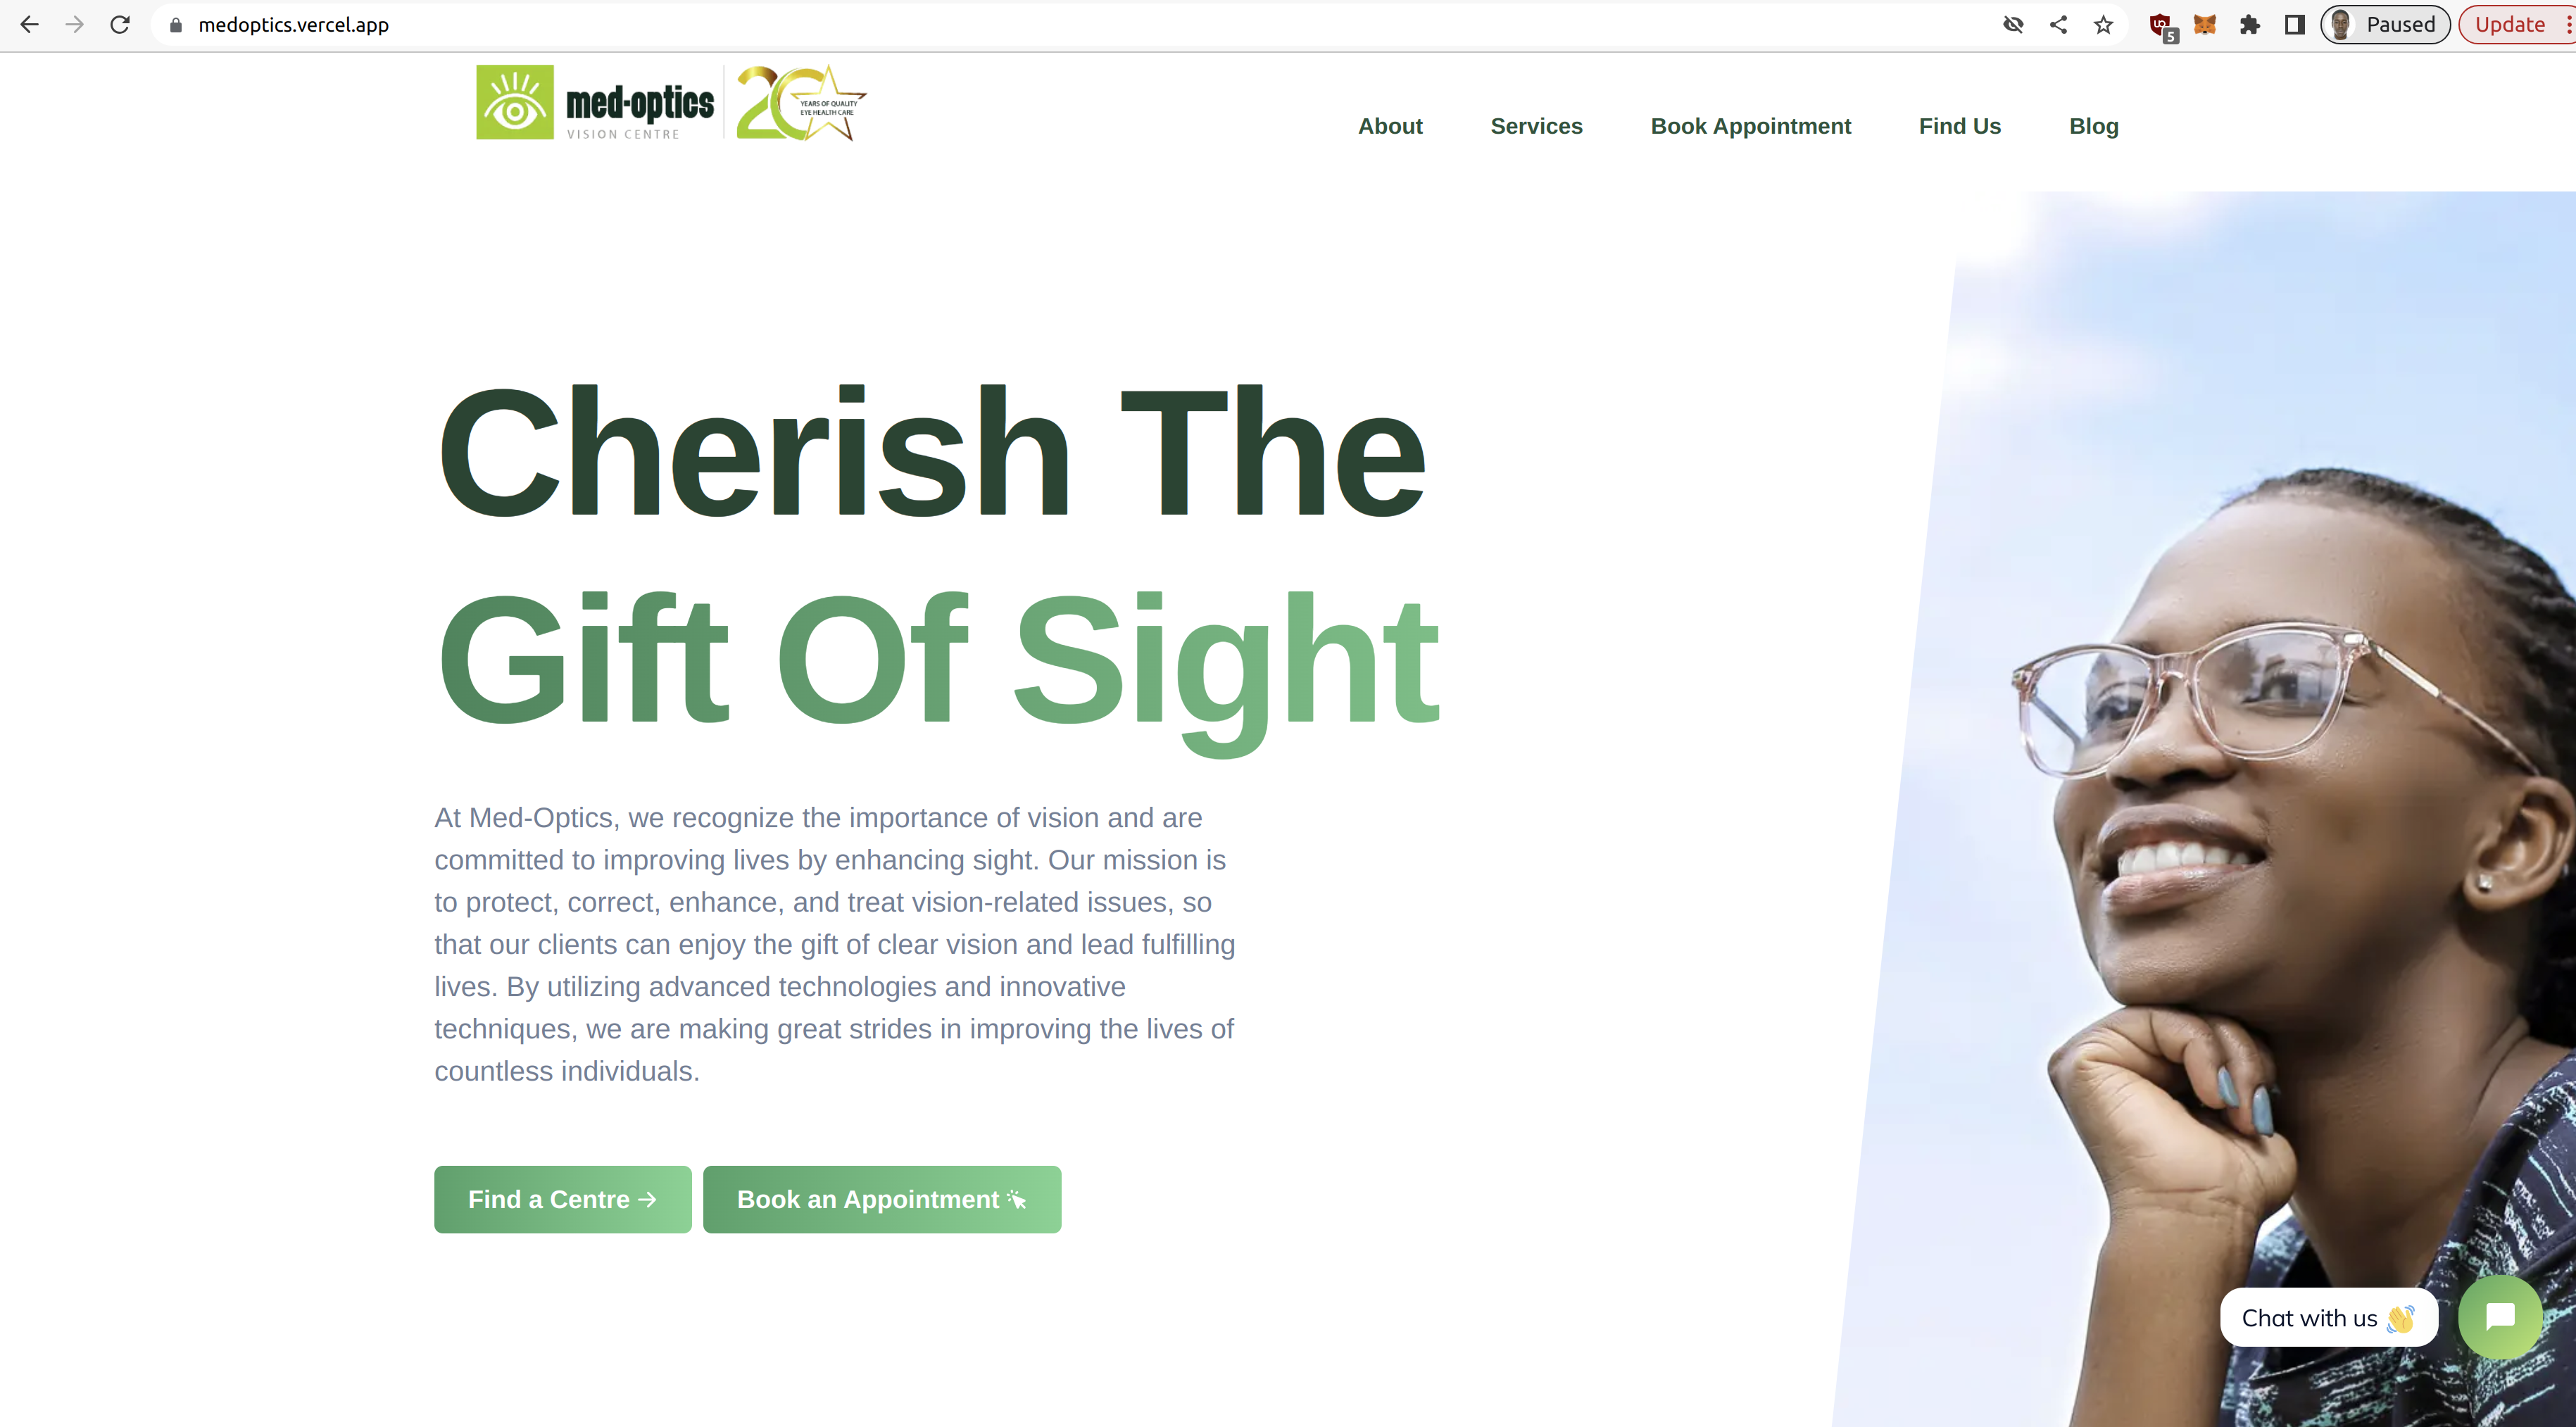 medoptics.vercel.app
5
Paused
Update
med-optics
VISION CENTRE
20
YEARS OF QUALITY
EYE HEALTH CARE
About
Services
Book Appointment
Find Us
Blog
Cherish The
Gift Of Sight
At Med-Optics, we recognize the importance of vision and are
committed to improving lives by enhancing sight. Our mission is
to protect, correct, enhance, and treat vision-related issues, so
that our clients can enjoy the gift of clear vision and lead fulfilling
lives. By utilizing advanced technologies and innovative
techniques, we are making great strides in improving the lives of
countless individuals.
Find a Centre →
Book an Appointment
Chat with us 👋